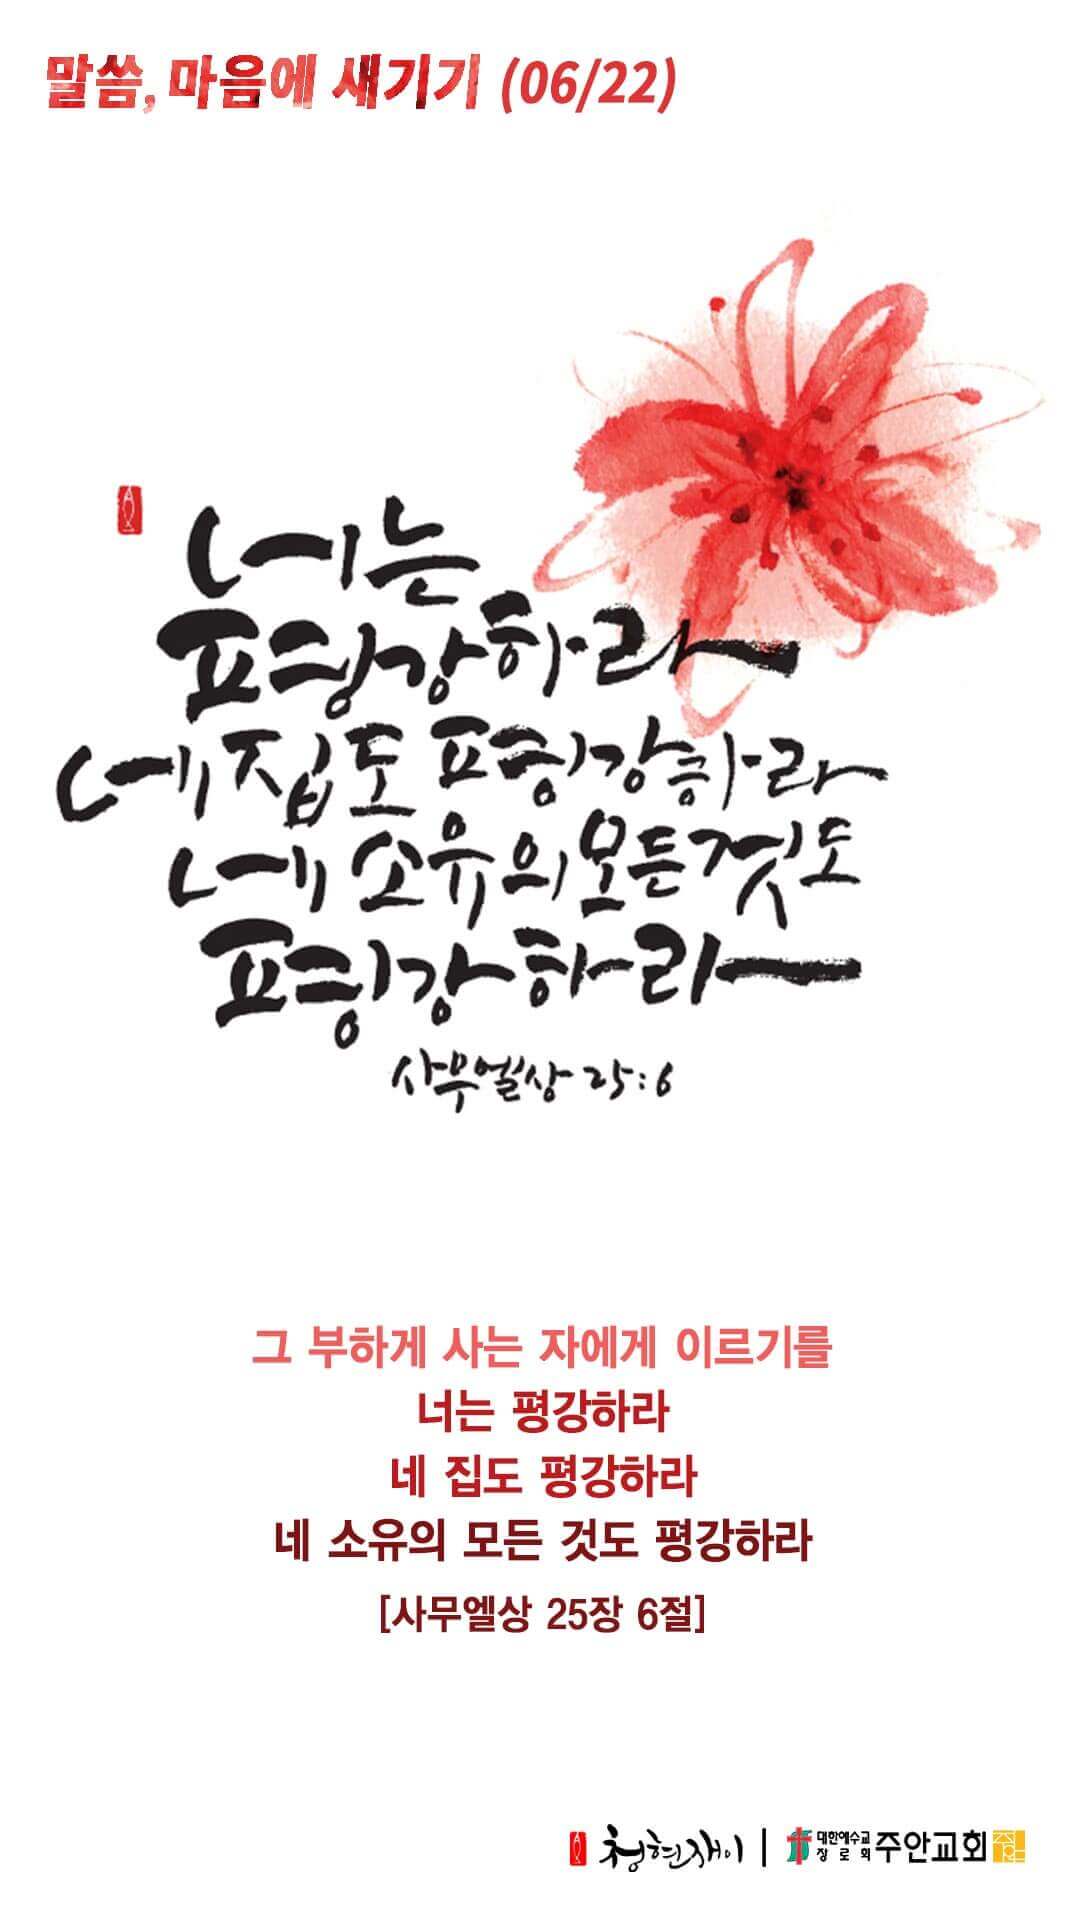 말씀, 마음에 새기기 (06/22)
너는
평강하라
네 집도 평강하라
네 소유의 모든 것도
평강하라
사무엘상 25:6
그 부하게 사는 자에게 이르기를
너는 평강하라
네 집도 평강하라
네 소유의 모든 것도 평강하라
[사무엘상 25장 6절]
청현재이 | 대한예수교 장로회 주안교회